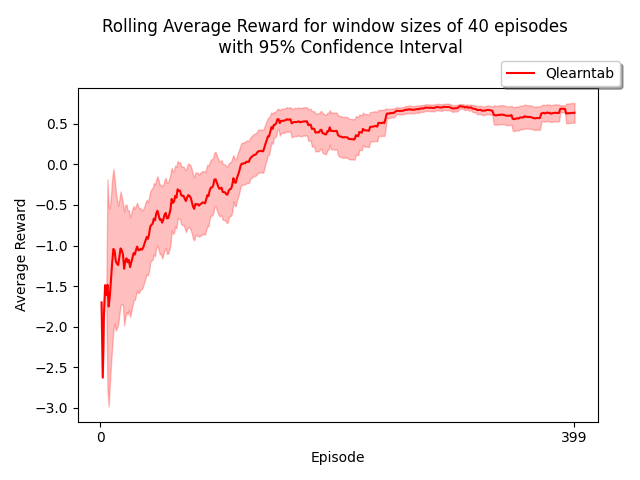 Rolling Average Reward for window sizes of 40 episodes
with 95% Confidence Interval
Qlearntab
0.5
0.0
−0.5
−1.0
−1.5
−2.0
−2.5
−3.0
Average Reward
0
399
Episode